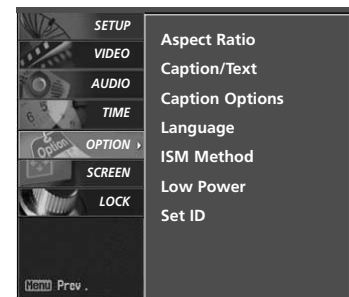 SETUP
VIDEO
AUDIO
TIME
OPTION
SCREEN
LOCK
Menu Prev.
Aspect Ratio
Caption/Text
Caption Options
Language
ISM Method
Low Power
Set ID